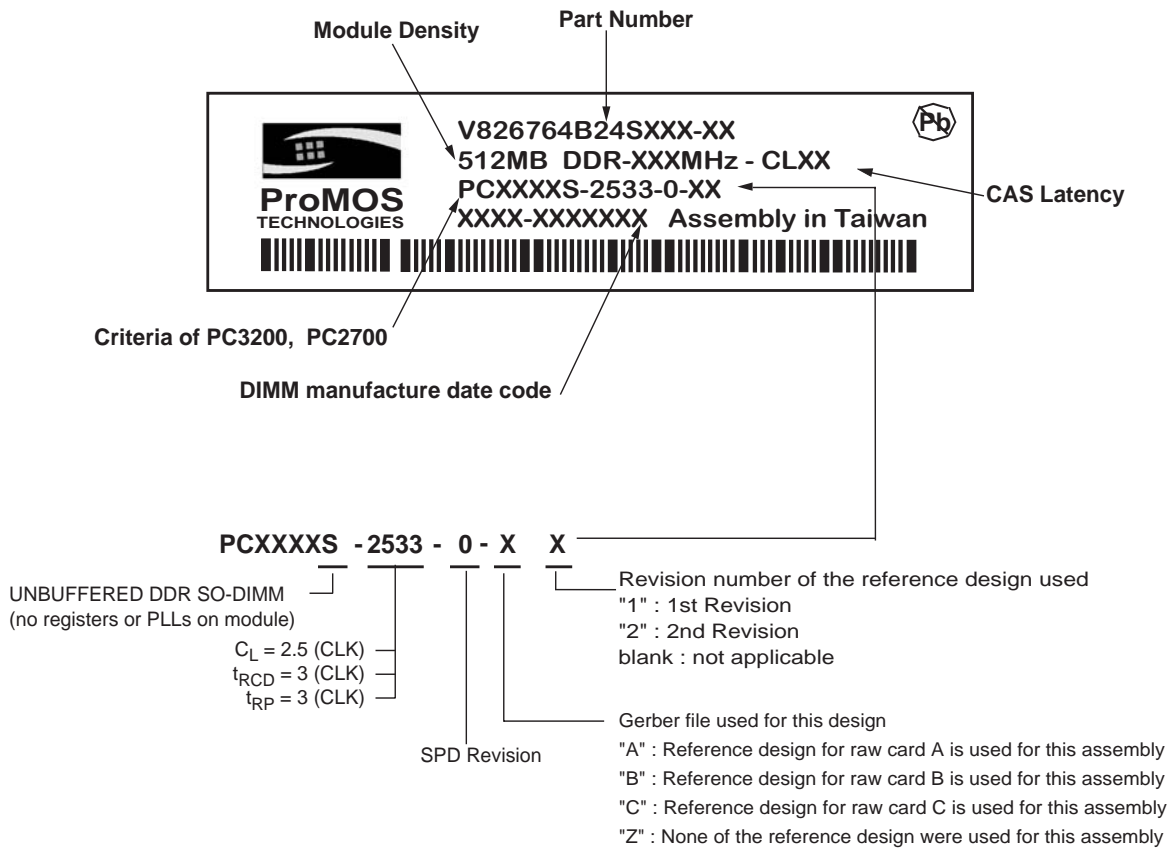 Module Density
Part Number
V826764B24SXXX-XX
Pb
512MB DDR-XXXMHz - CLXX
ProMOS
TECHNOLOGIES
PCXXXXS-2533-0-XX
CAS Latency
XXXX-XXXXXXX Assembly in Taiwan
Criteria of PC3200, PC2700
DIMM manufacture date code
PCXXXXS - 2533 - 0 - X X
UNBUFFERED DDR SO-DIMM
(no registers or PLLs on module)
CL = 2.5 (CLK)
tRCD = 3 (CLK)
tRP = 3 (CLK)
SPD Revision
Revision number of the reference design used
"1" : 1st Revision
"2" : 2nd Revision
blank : not applicable
Gerber file used for this design
"A" : Reference design for raw card A is used for this assembly
"B" : Reference design for raw card B is used for this assembly
"C" : Reference design for raw card C is used for this assembly
"Z" : None of the reference design were used for this assembly